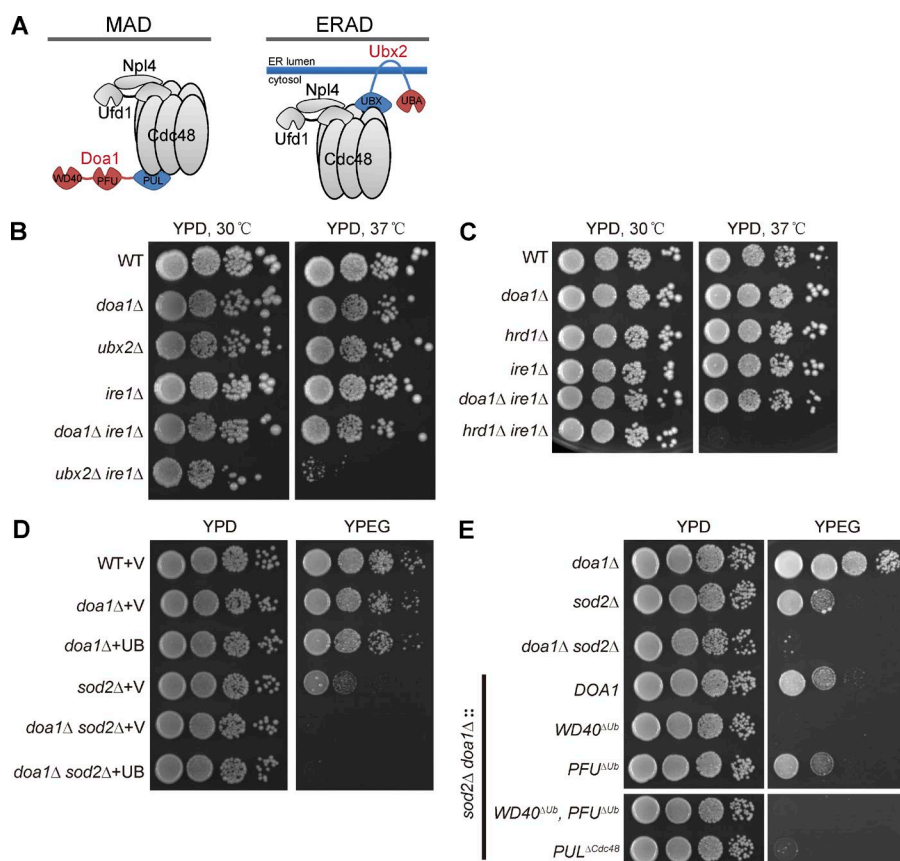 A
MAD
ERAD
Npl4
Ufd1
Cdc48
Doa1
WD40
PFU
PUL
Ubx2
ER lumen
cytosol
Npl4
UBX
UBA
Ufd1
Cdc48
B
YPD, 30℃
YPD, 37℃
WT
doa1Δ
ubx2Δ
ire1Δ
doa1Δ ire1Δ
ubx2Δ ire1Δ
C
YPD, 30℃
YPD, 37℃
WT
doa1Δ
hrd1Δ
ire1Δ
doa1Δ ire1Δ
hrd1Δ ire1Δ
D
YPD
YPEG
WT+V
doa1Δ+V
doa1Δ+UB
sod2Δ+V
doa1Δ sod2Δ+V
doa1Δ sod2Δ+UB
E
YPD
YPEG
doa1Δ
sod2Δ
doa1Δ sod2Δ
sod2Δ doa1Δ ::
DOA1
WD40ΔUb
PFUΔUb
WD40ΔUb, PFUΔUb
PULΔCdc48